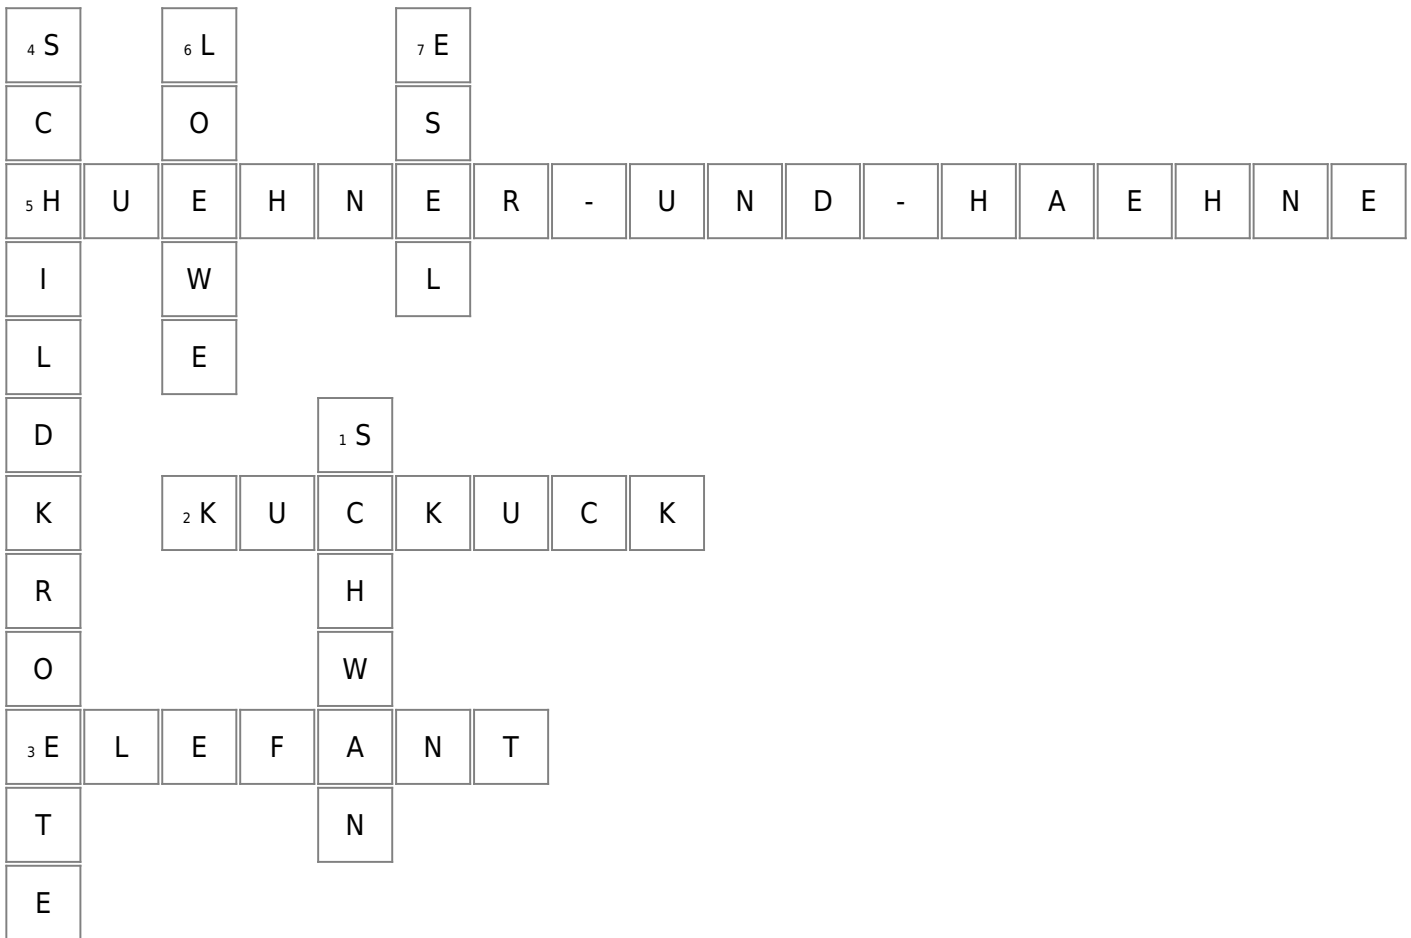 4 S 6 L 7 E
C O S
5 H U E H N E R - U N D - H A E H N E
I W L
L E
D 1 S
K 2 K U C K U C K
R H
O W
3 E L E F A N T
T N
E